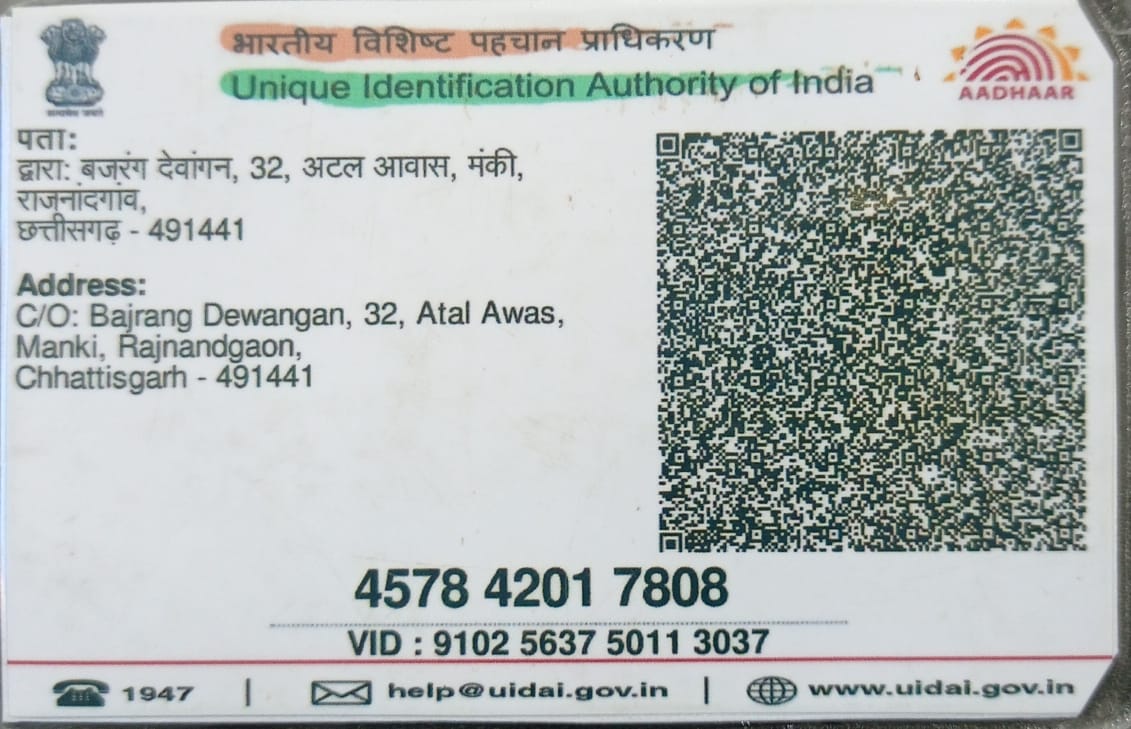 भारतीय विशिष्ट पहचान प्राधिकरण
Unique Identification Authority of India
AADHAAR
पता:
द्वारा: बजरंग देवांगन, 32, अटल आवास, मंकी,
राजनांदगांव,
छत्तीसगढ़ - 491441
Address:
C/O: Bajrang Dewangan, 32, Atal Awas,
Manki, Rajnandgaon,
Chhattisgarh - 491441
4578 4201 7808
VID : 9102 5637 5011 3037
1947 | help@uidai.gov.in | www.uidai.gov.in